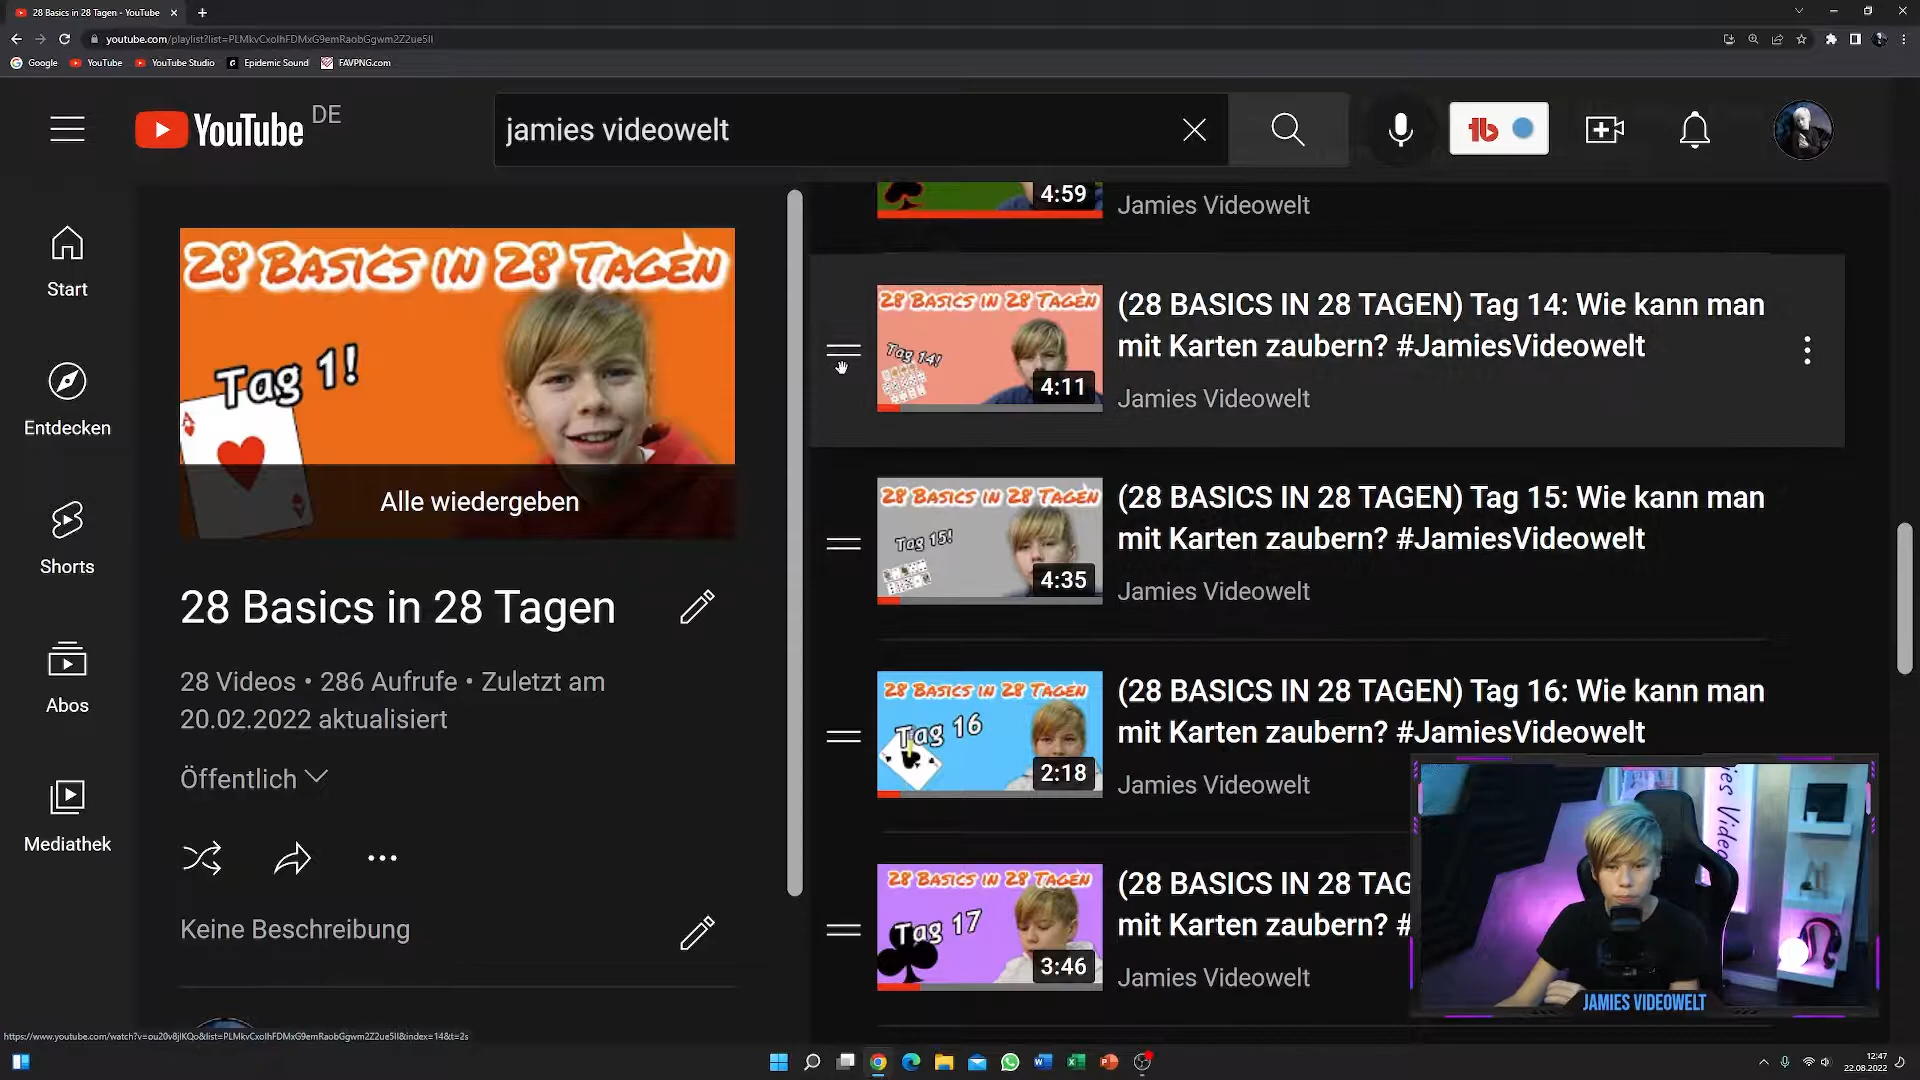 28 Basics in 28 Tagen - YouTube
youtube.com/playlist?list=PLMkvCxolhFDMxG9emRaobGgwm2Z2ue5lI
Google
YouTube
YouTube Studio
Epidemic Sound
FAVPNG.com
YouTube DE
jamies videowelt
tb
Start
Entdecken
Shorts
Abos
Mediathek
28 BASICS IN 28 TAGEN
Tag 1!
Alle wiedergeben
28 Basics in 28 Tagen
28 Videos • 286 Aufrufe • Zuletzt am
20.02.2022 aktualisiert
Öffentlich
Keine Beschreibung
4:59
Jamies Videowelt
28 BASICS IN 28 TAGEN
Tag 14!
4:11
(28 BASICS IN 28 TAGEN) Tag 14: Wie kann man
mit Karten zaubern? #JamiesVideowelt
Jamies Videowelt
28 BASICS IN 28 TAGEN
Tag 15!
4:35
(28 BASICS IN 28 TAGEN) Tag 15: Wie kann man
mit Karten zaubern? #JamiesVideowelt
Jamies Videowelt
28 BASICS IN 28 TAGEN
Tag 16
2:18
(28 BASICS IN 28 TAGEN) Tag 16: Wie kann man
mit Karten zaubern? #JamiesVideowelt
Jamies Videowelt
28 BASICS IN 28 TAGEN
Tag 17
3:46
(28 BASICS IN 28 TAG
mit Karten zaubern? #
Jamies Videowelt
ies Videow
JAMIES VIDEOWELT
https://www.youtube.com/watch?v=ou20v8jlKQo&list=PLMkvCxolhFDMxG9emRaobGgwm2Z2ue5lI&index=14&t=2s
12:47
22.08.2022